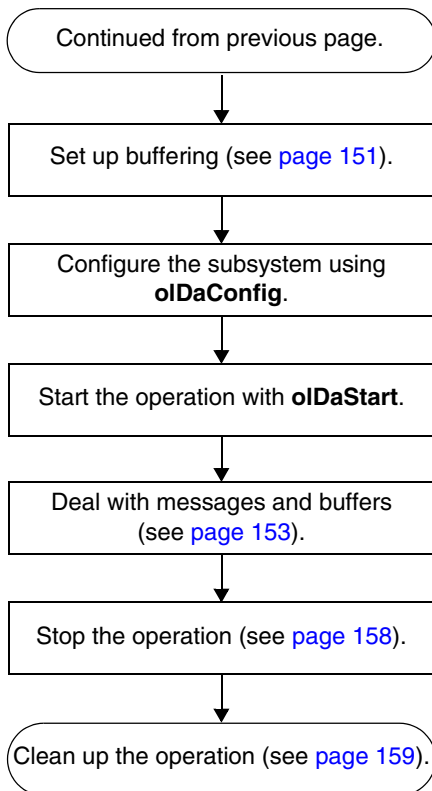 Continued from previous page.
Set up buffering (see page 151).
Configure the subsystem using
olDaConfig.
Start the operation with olDaStart.
Deal with messages and buffers
(see page 153).
Stop the operation (see page 158).
Clean up the operation (see page 159).